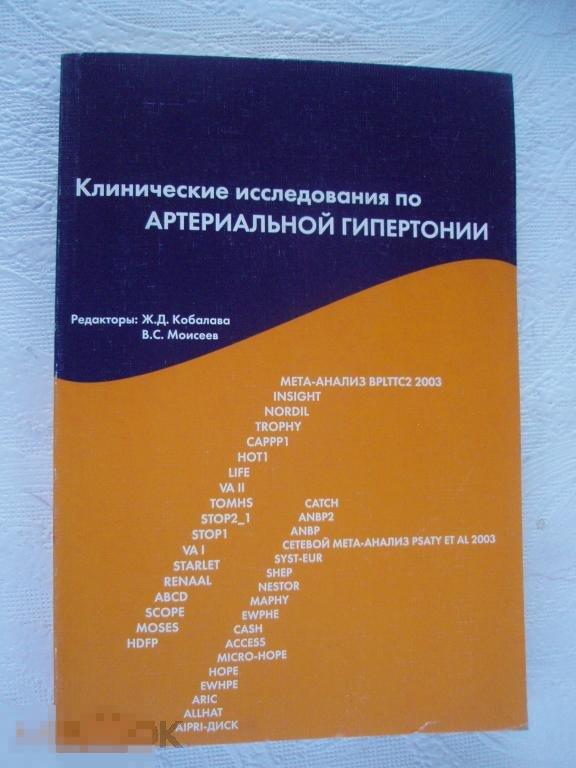 Клинические исследования по
АРТЕРИАЛЬНОЙ ГИПЕРТОНИИ
Редакторы: Ж.Д. Кобалава
В.С. Моисеев
МЕТА-АНАЛИЗ BPLTTC2 2003
INSIGHT
NORDIL
TROPHY
CAPPP1
HOT1
LIFE
VA II
TOMHS
STOP2_1
STOP1
VA I
STARLET
RENAAL
ABCD
SCOPE
MOSES
HDFP
CATCH
ANBP2
ANBP
СЕТЕВОЙ МЕТА-АНАЛИЗ PSATY ET AL 2003
SYST-EUR
SHEP
NESTOR
MAPHY
EWPHE
CASH
ACCESS
MICRO-HOPE
HOPE
EWHPE
ARIC
ALLHAT
AIPRI-ДИСК